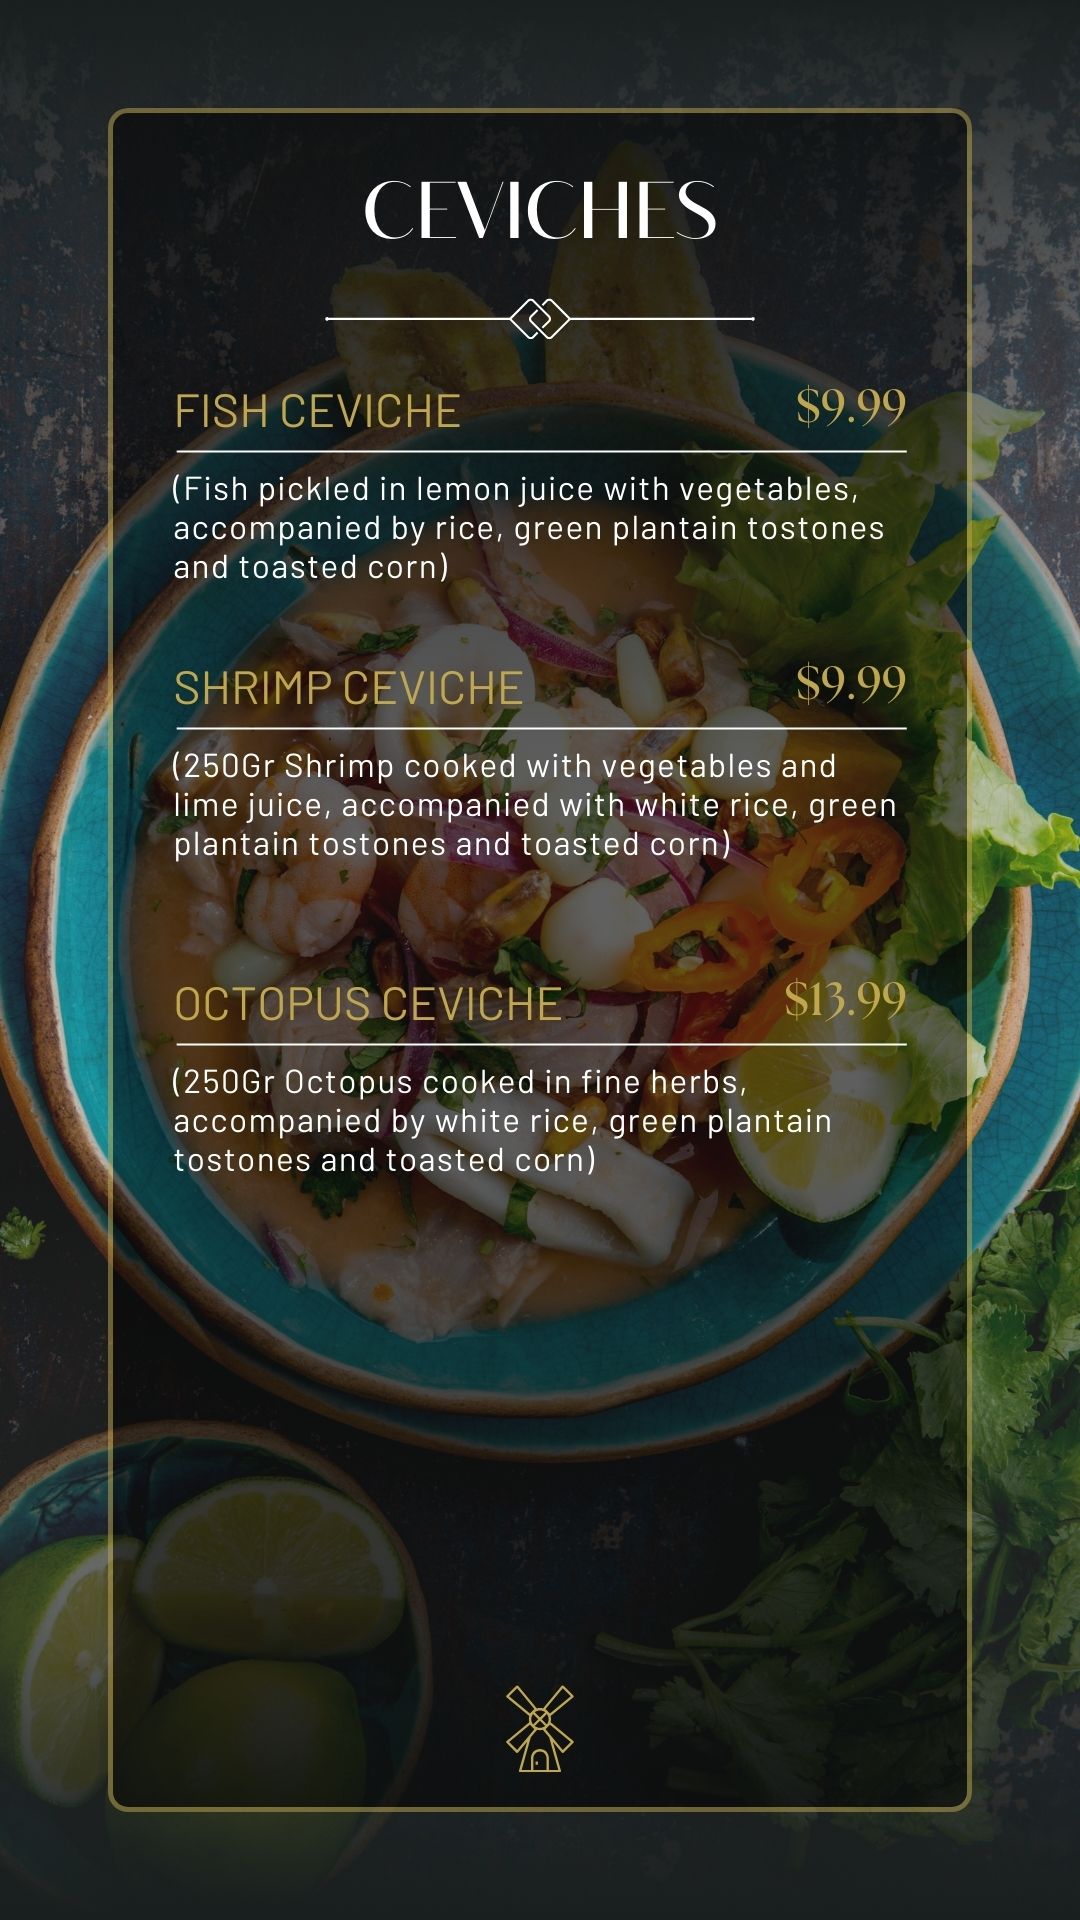 CEVICHES
FISH CEVICHE $9.99
(Fish pickled in lemon juice with vegetables,
accompanied by rice, green plantain tostones
and toasted corn)
SHRIMP CEVICHE $9.99
(250Gr Shrimp cooked with vegetables and
lime juice, accompanied with white rice, green
plantain tostones and toasted corn)
OCTOPUS CEVICHE $13.99
(250Gr Octopus cooked in fine herbs,
accompanied by white rice, green plantain
tostones and toasted corn)